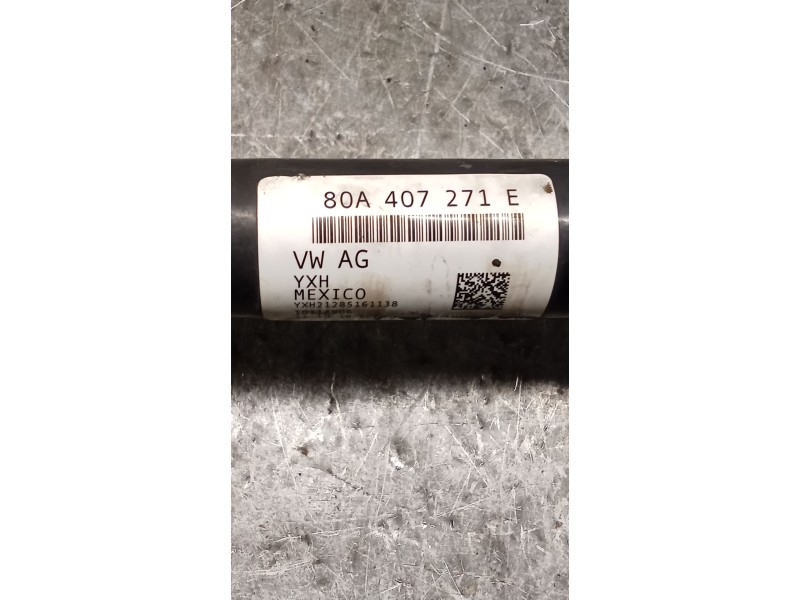 80A 407 271 E
VW AG
YXH
MEXICO
YXH21285161138